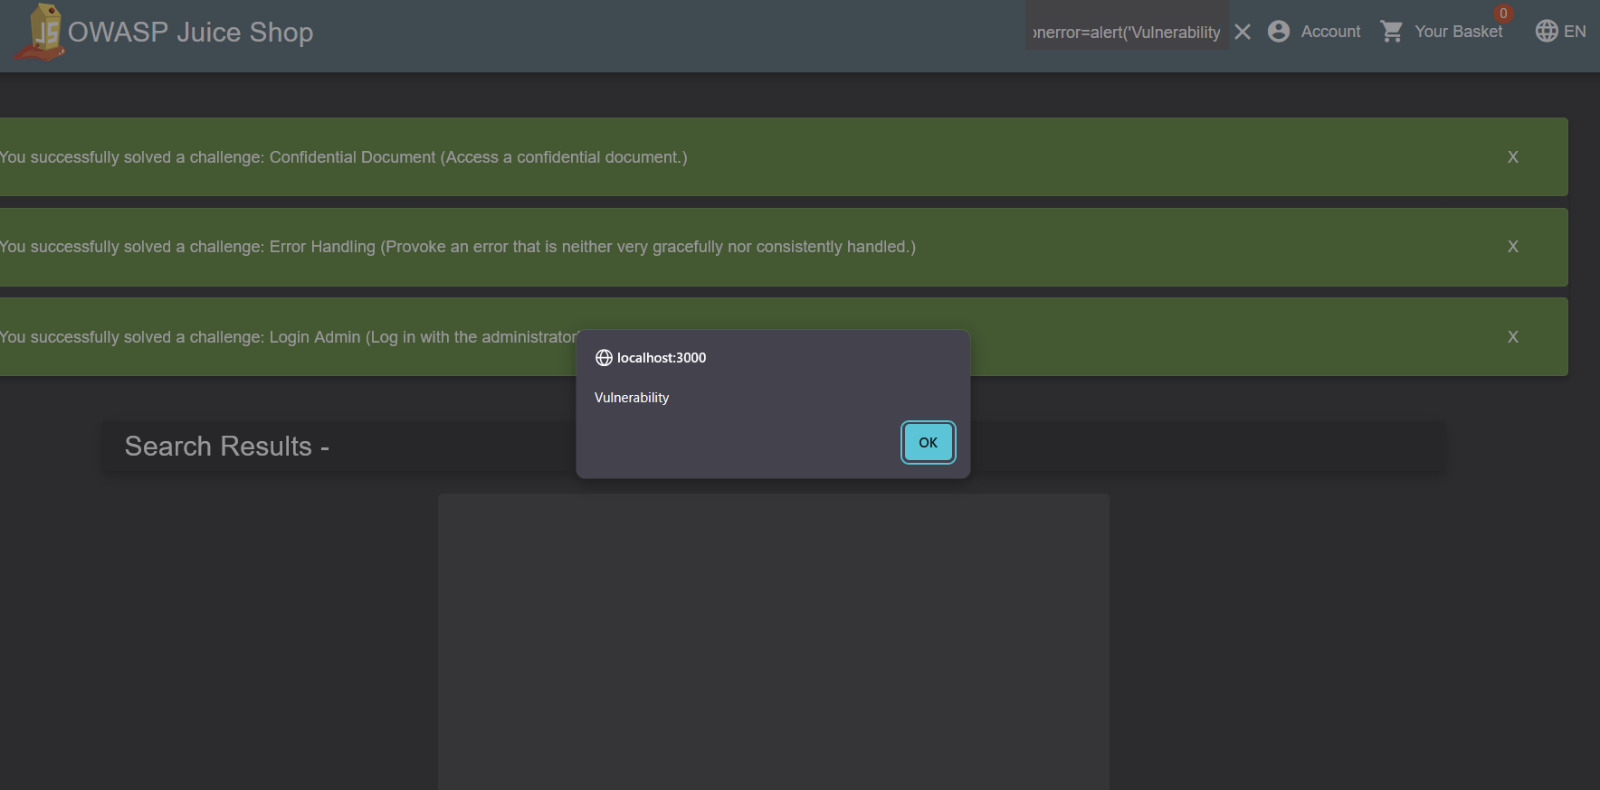 JS OWASP Juice Shop
onerror=alert('Vulnerability
Account
0
Your Basket
EN
You successfully solved a challenge: Confidential Document (Access a confidential document.)
X
You successfully solved a challenge: Error Handling (Provoke an error that is neither very gracefully nor consistently handled.)
X
You successfully solved a challenge: Login Admin (Log in with the administrator'
X
localhost:3000
Vulnerability
OK
Search Results -